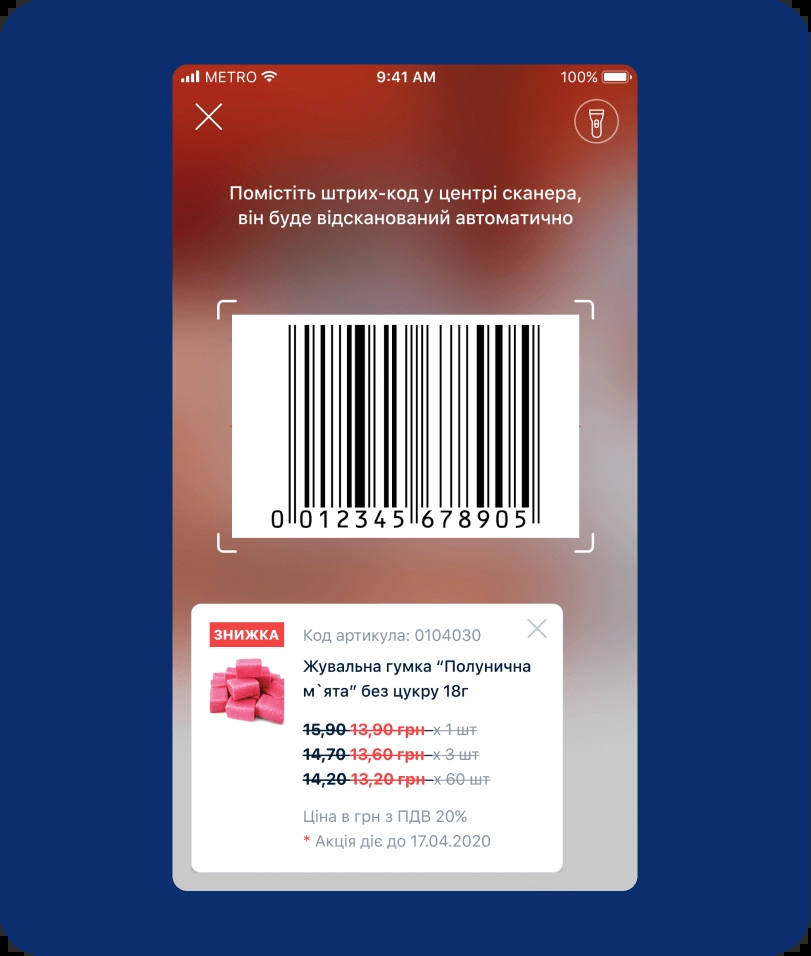 METRO 9:41 AM 100%
Помістіть штрих-код у центрі сканера,
він буде відсканований автоматично
0 012345 678905
ЗНИЖКА
Код артикула: 0104030
Жувальна гумка “Полунична
м`ята” без цукру 18г
15,90 13,90 грн x 1 шт
14,70 13,60 грн x 3 шт
14,20 13,20 грн x 60 шт
Ціна в грн з ПДВ 20%
* Акція діє до 17.04.2020